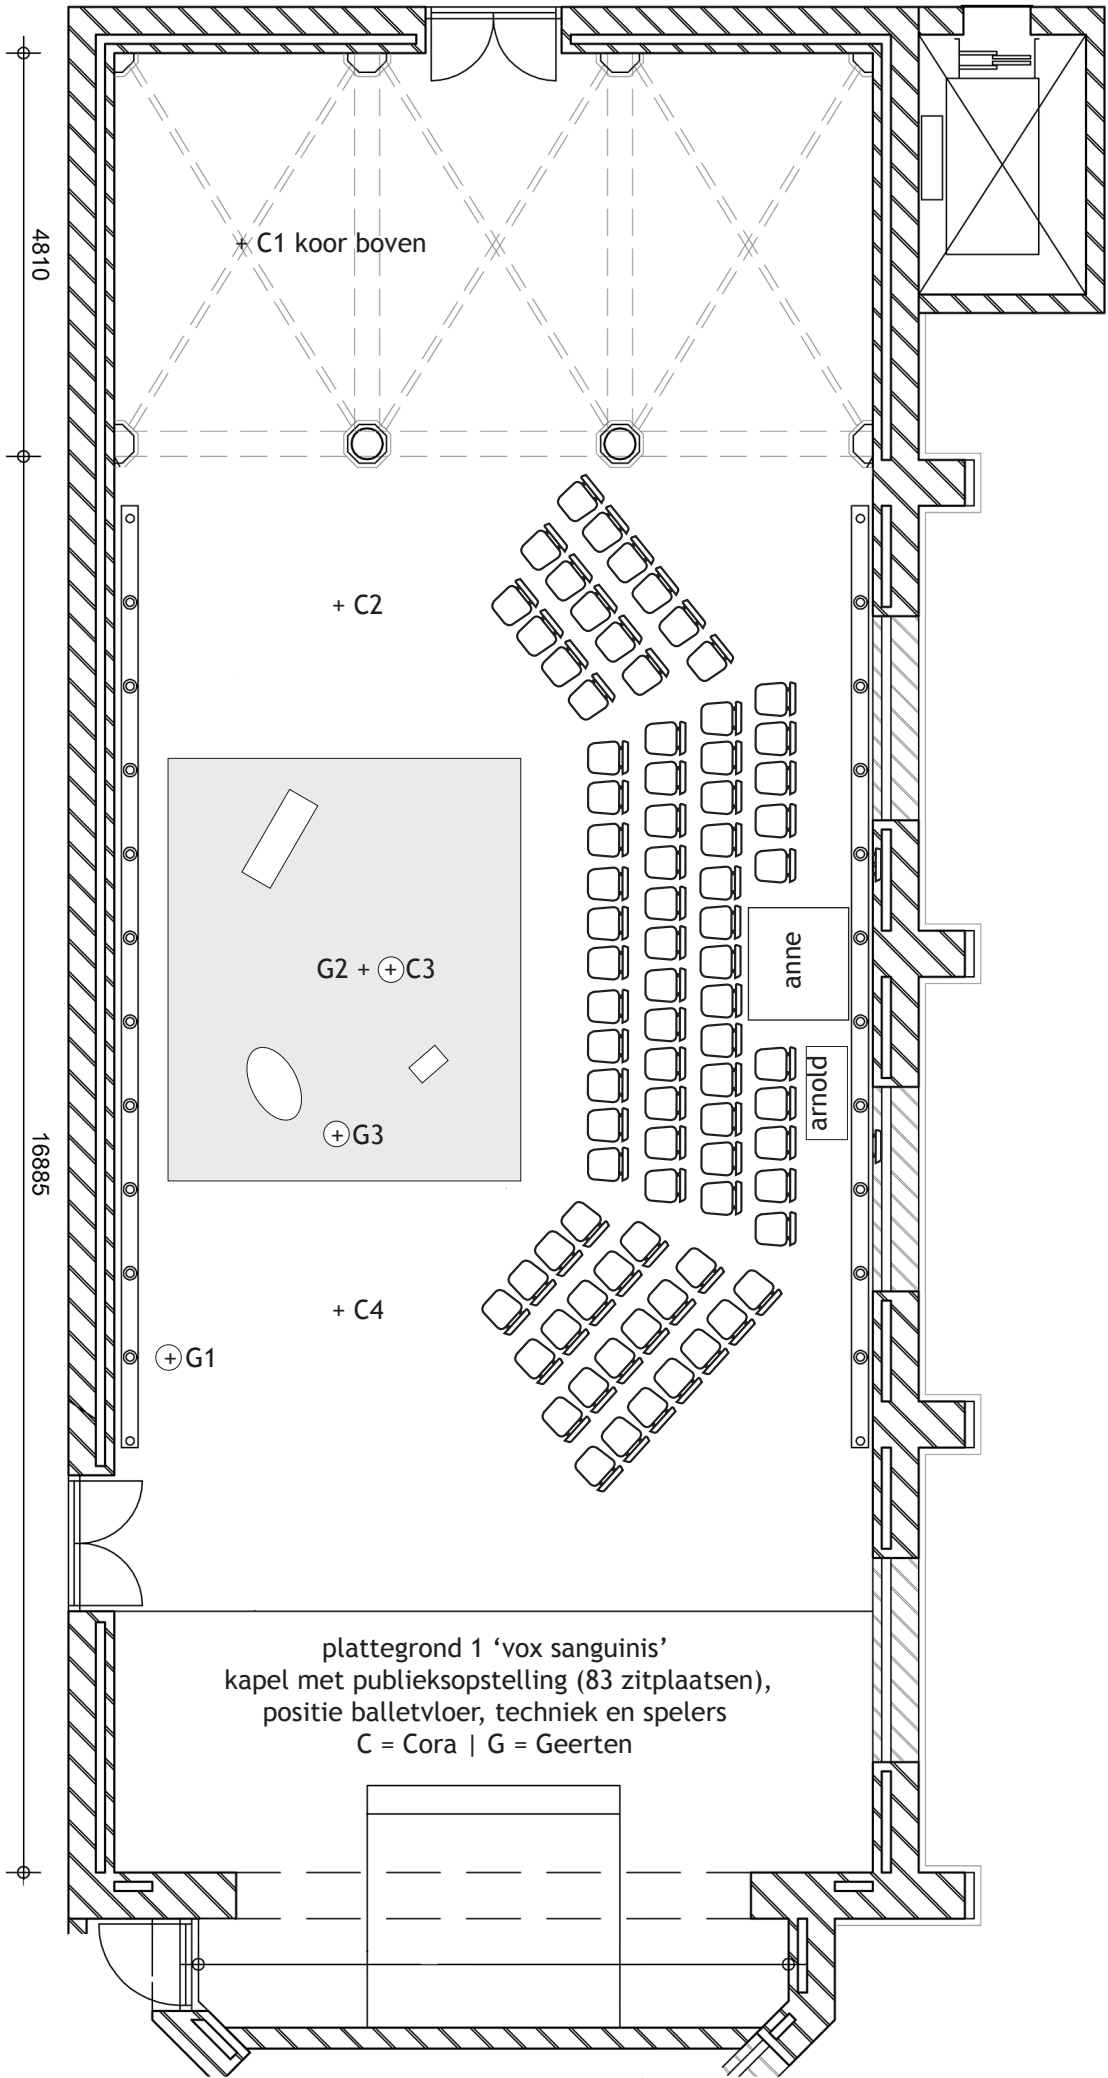 4810
+ C1 koor boven
+ C2
anne
G2 + + C3
arnold
+ G3
16885
+ C4
+ G1
plattegrond 1 ‘vox sanguinis’
kapel met publieksopstelling (83 zitplaatsen),
positie balletvloer, techniek en spelers
C = Cora | G = Geerten